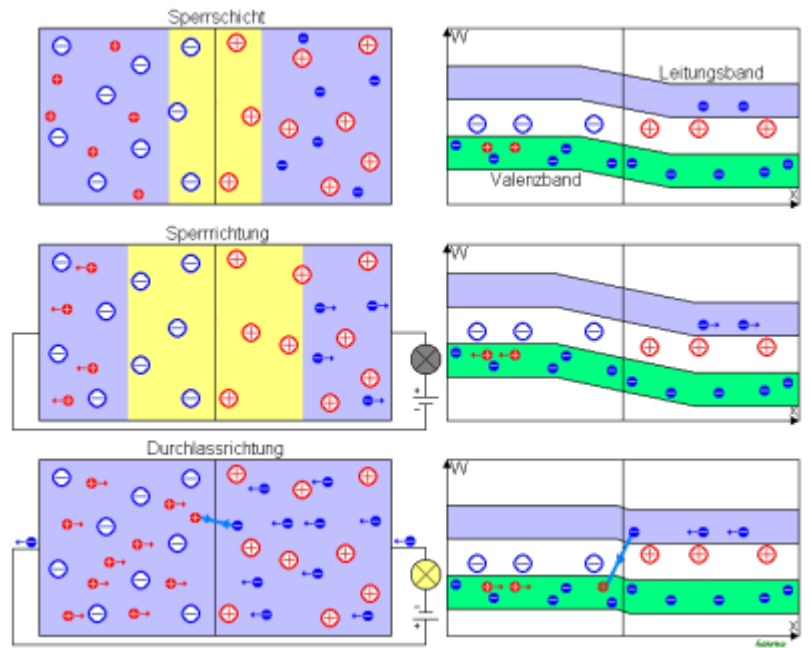 Sperrschicht
W
Leitungsband
Valenzband
x
Sperrrichtung
W
+
-
x
Durchlassrichtung
W
-
+
x